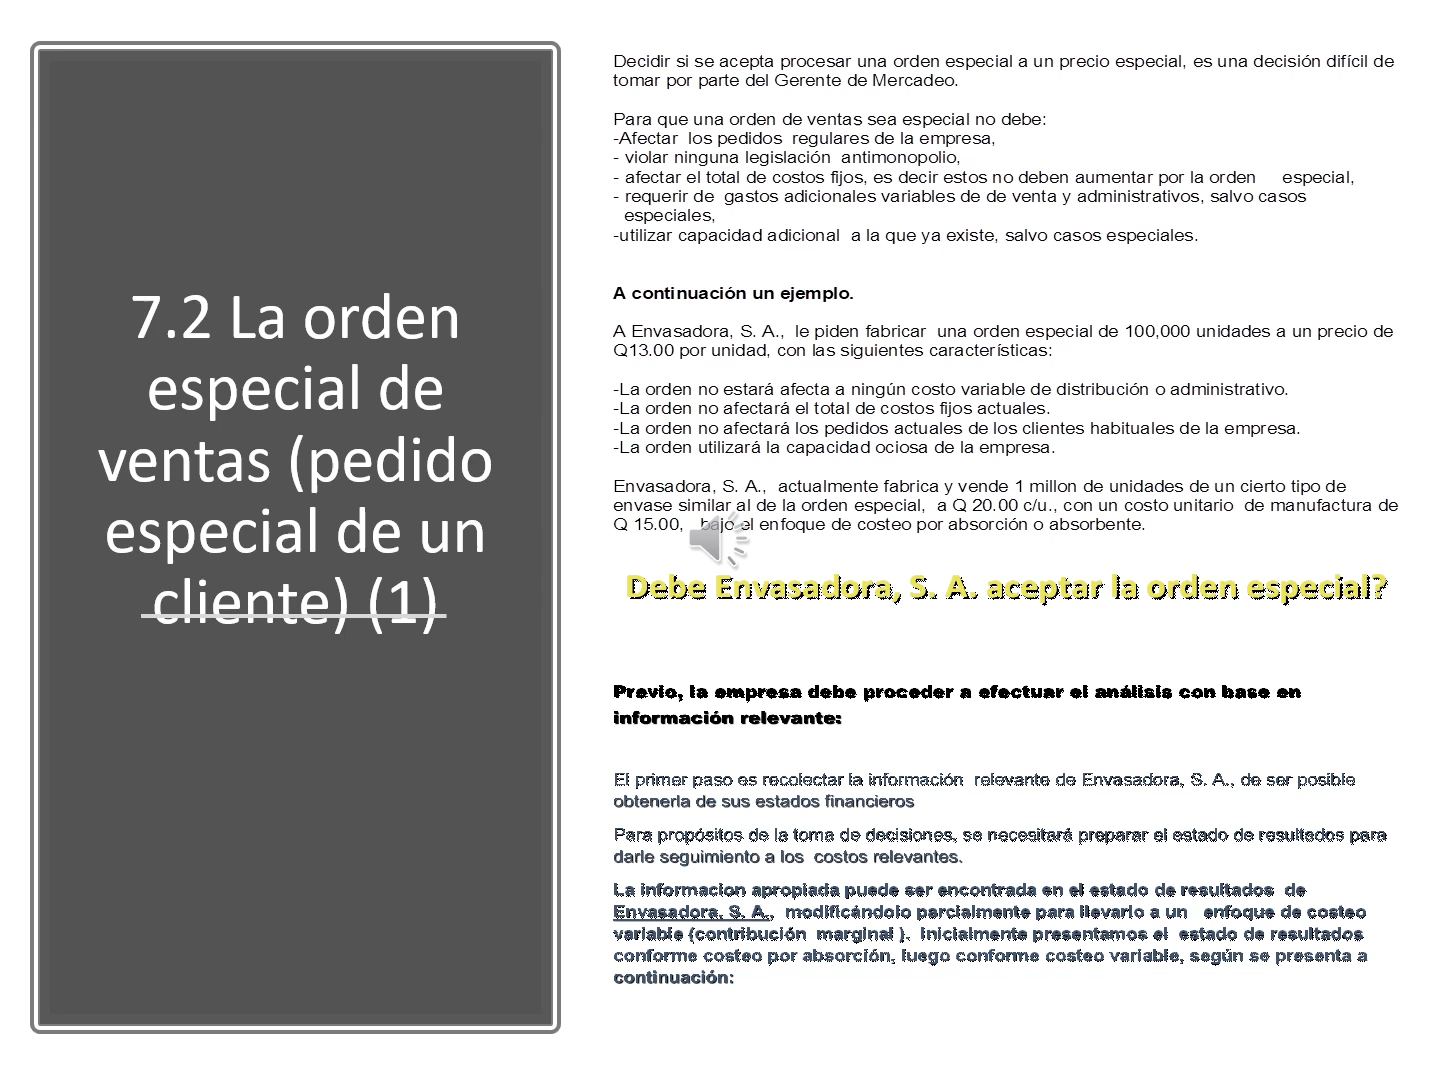 7.2 La orden
especial de
ventas (pedido
especial de un
cliente) (1)
Decidir si se acepta procesar una orden especial a un precio especial, es una decisión difícil de
tomar por parte del Gerente de Mercadeo.
Para que una orden de ventas sea especial no debe:
-Afectar los pedidos regulares de la empresa,
- violar ninguna legislación antimonopolio,
- afectar el total de costos fijos, es decir estos no deben aumentar por la orden especial,
- requerir de gastos adicionales variables de de venta y administrativos, salvo casos
especiales,
-utilizar capacidad adicional a la que ya existe, salvo casos especiales.
A continuación un ejemplo.
A Envasadora, S. A., le piden fabricar una orden especial de 100,000 unidades a un precio de
Q13.00 por unidad, con las siguientes características:
-La orden no estará afecta a ningún costo variable de distribución o administrativo.
-La orden no afectará el total de costos fijos actuales.
-La orden no afectará los pedidos actuales de los clientes habituales de la empresa.
-La orden utilizará la capacidad ociosa de la empresa.
Envasadora, S. A., actualmente fabrica y vende 1 millon de unidades de un cierto tipo de
envase similar al de la orden especial, a Q 20.00 c/u., con un costo unitario de manufactura de
Q 15.00, bajo el enfoque de costeo por absorción o absorbente.
Debe Envasadora, S. A. aceptar la orden especial?
Previo, la empresa debe proceder a efectuar el análisis con base en
información relevante:
El primer paso es recolectar la información relevante de Envasadora, S. A., de ser posible
obtenerla de sus estados financieros
Para propósitos de la toma de decisiones, se necesitará preparar el estado de resultados para
darle seguimiento a los costos relevantes.
La informacion apropiada puede ser encontrada en el estado de resultados de
Envasadora, S. A., modificándolo parcialmente para llevarlo a un enfoque de costeo
variable (contribución marginal ). Inicialmente presentamos el estado de resultados
conforme costeo por absorción, luego conforme costeo variable, según se presenta a
continuación: